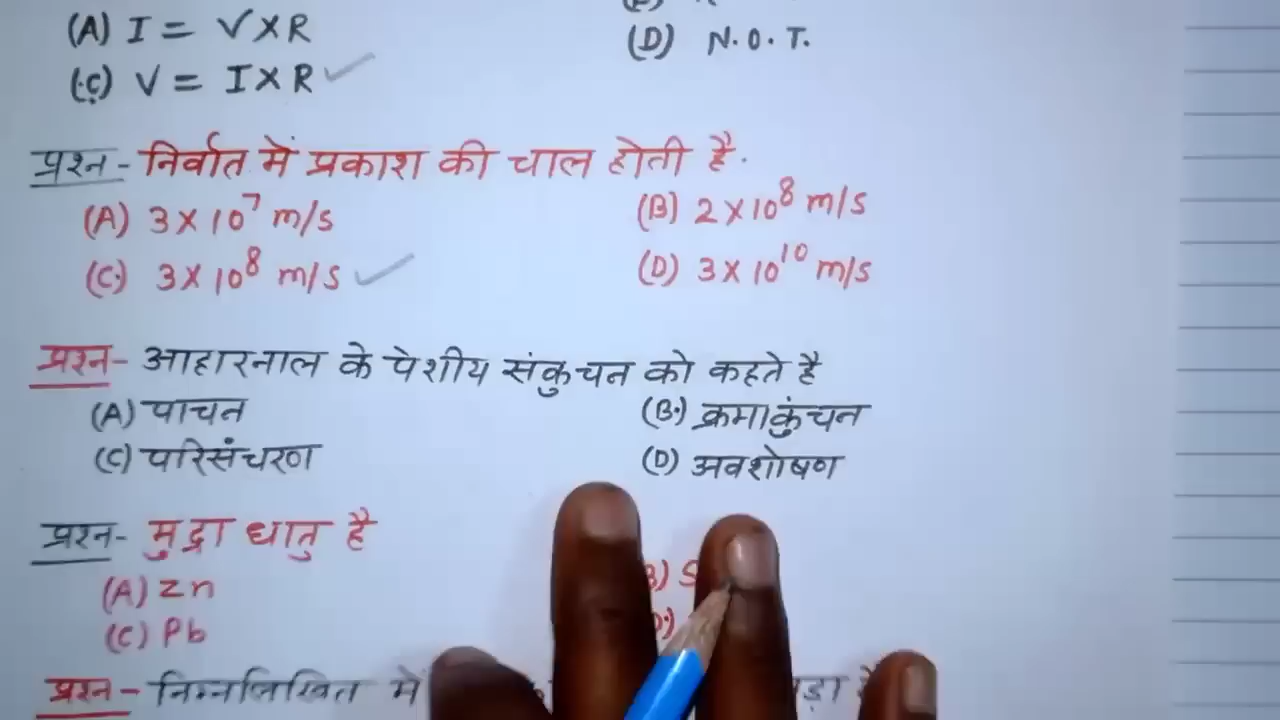 (A) I = V×R
(D) N.O.T.
(C) V = I×R ✓
प्रश्न - निर्वात में प्रकाश की चाल होती है.
(A) 3×10⁷ m/s (B) 2×10⁸ m/s
(C) 3×10⁸ m/s ✓ (D) 3×10¹⁰ m/s
प्रश्न- आहारनाल के पेशीय संकुचन को कहते है
(A) पाचन (B) क्रमाकुंचन
(C) परिसंचरण (D) अवशोषण
प्रश्न- मुद्रा धातु है
(A) Zn
(C) Pb
प्रश्न - निम्नलिखित में